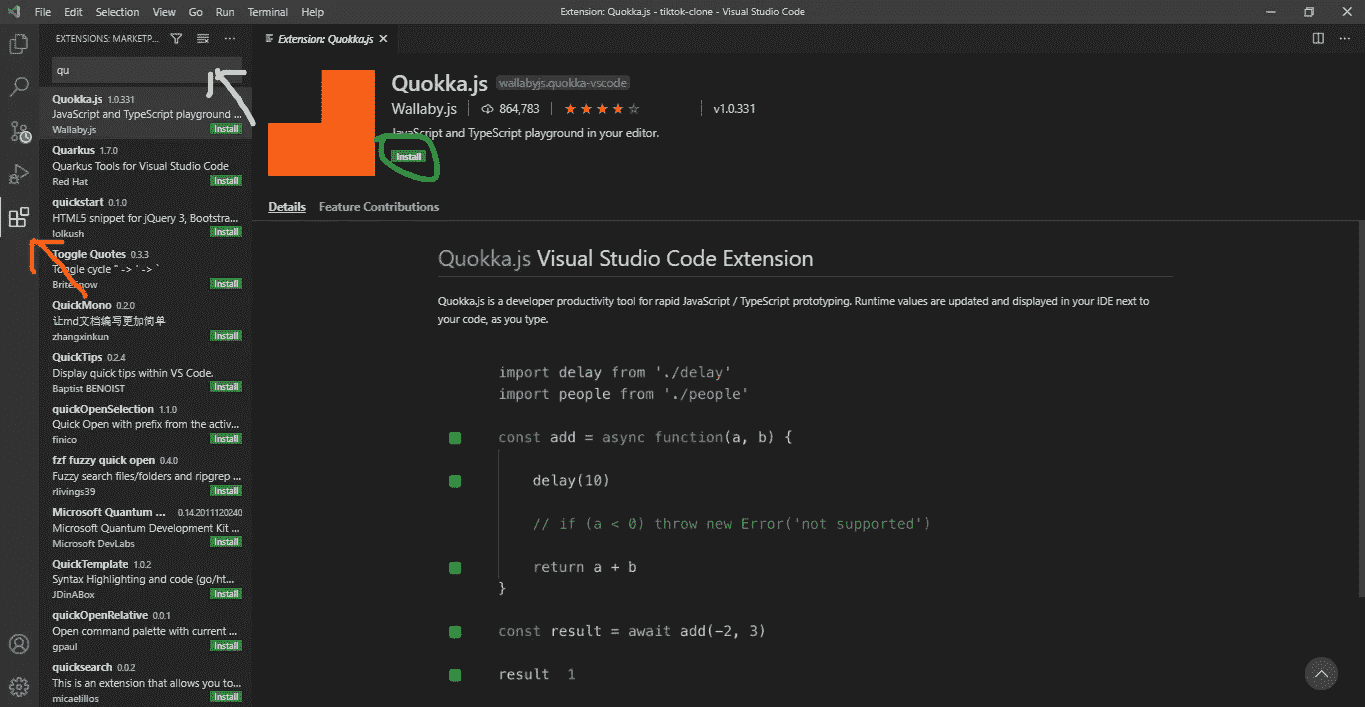 File Edit Selection View Go Run Terminal Help
Extension: Quokka.js - tiktok-clone - Visual Studio Code
EXTENSIONS: MARKETP...
qu
Quokka.js 1.0.331
JavaScript and TypeScript playground ...
Wallaby.js Install
Quarkus 1.7.0
Quarkus Tools for Visual Studio Code
Red Hat Install
quickstart 0.1.0
HTML5 snippet for jQuery 3, Bootstra...
lolkush Install
Toggle Quotes 0.3.3
Toggle cycle " -> ' -> `
BriteSnow Install
QuickMono 0.2.0
让md文档编写更加简单
zhangxinkun Install
QuickTips 0.2.4
Display quick tips within VS Code.
Baptist BENOIST Install
quickOpenSelection 1.1.0
Quick Open with prefix from the activ...
finico Install
fzf fuzzy quick open 0.4.0
Fuzzy search files/folders and ripgrep ...
rlivings39 Install
Microsoft Quantum ... 0.14.2011120240
Microsoft Quantum Development Kit ...
Microsoft DevLabs Install
QuickTemplate 1.0.2
Syntax Highlighting and code (go/ht...
JDinABox Install
quickOpenRelative 0.0.1
Open command palette with current ...
gpaul Install
quicksearch 0.0.2
This is an extension that allows you to...
micaelillos Install
Extension: Quokka.js
Quokka.js wallabyjs.quokka-vscode
Wallaby.js 864,783 v1.0.331
JavaScript and TypeScript playground in your editor.
Install
Details Feature Contributions
Quokka.js Visual Studio Code Extension
Quokka.js is a developer productivity tool for rapid JavaScript / TypeScript prototyping. Runtime values are updated and displayed in your IDE next to
your code, as you type.
import delay from './delay'
import people from './people'
const add = async function(a, b) {
delay(10)
// if (a < 0) throw new Error('not supported')
return a + b
}
const result = await add(-2, 3)
result 1